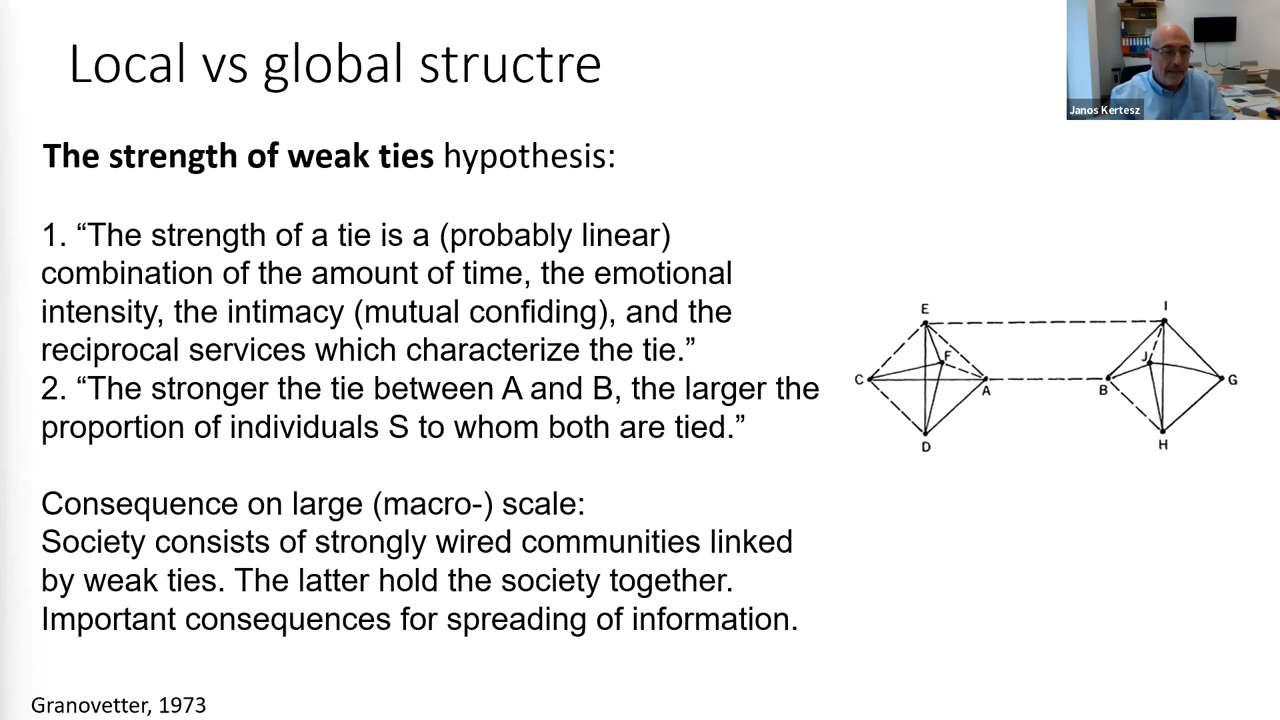 Local vs global structre
Janos Kertesz
The strength of weak ties hypothesis:
1. “The strength of a tie is a (probably linear)
combination of the amount of time, the emotional
intensity, the intimacy (mutual confiding), and the
reciprocal services which characterize the tie.”
2. “The stronger the tie between A and B, the larger the
proportion of individuals S to whom both are tied.”
Consequence on large (macro-) scale:
Society consists of strongly wired communities linked
by weak ties. The latter hold the society together.
Important consequences for spreading of information.
E
I
F
J
C
A
B
G
D
H
Granovetter, 1973